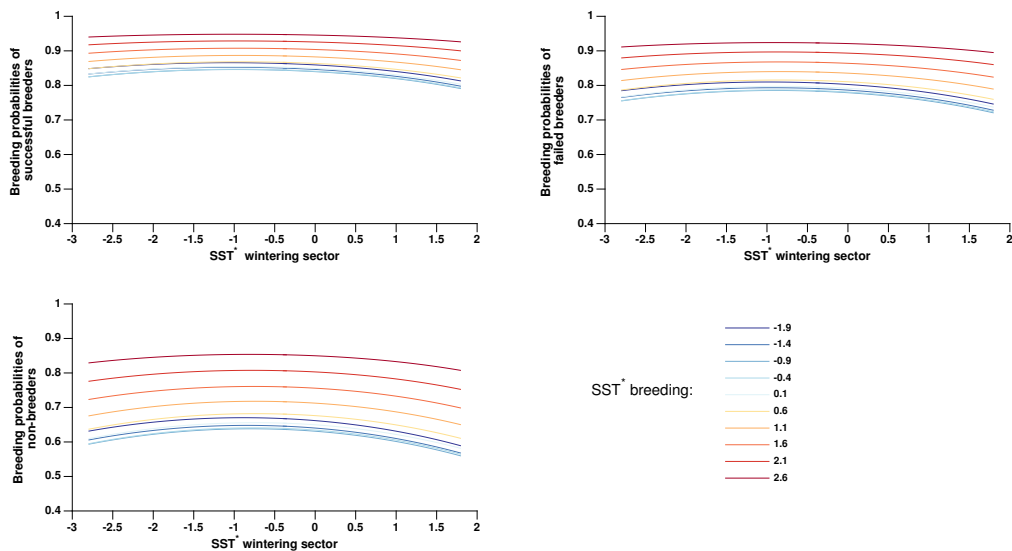 Breeding probabilities of
successful breeders
1
0.9
0.8
0.7
0.6
0.5
0.4
-3 -2.5 -2 -1.5 -1 -0.5 0 0.5 1 1.5 2
SST* wintering sector
Breeding probabilities of
failed breeders
1
0.9
0.8
0.7
0.6
0.5
0.4
-3 -2.5 -2 -1.5 -1 -0.5 0 0.5 1 1.5 2
SST* wintering sector
Breeding probabilities of
non-breeders
1
0.9
0.8
0.7
0.6
0.5
0.4
-3 -2.5 -2 -1.5 -1 -0.5 0 0.5 1 1.5 2
SST* wintering sector
SST* breeding:
-1.9
-1.4
-0.9
-0.4
0.1
0.6
1.1
1.6
2.1
2.6